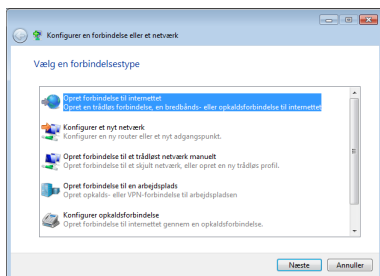 Konfigurer en forbindelse eller et netværk
Vælg en forbindelsestype
Opret forbindelse til internettet
Opret en trådløs forbindelse, en bredbånds- eller opkaldsforbindelse til internettet
Konfigurer et nyt netværk
Konfigurer en ny router eller et nyt adgangspunkt.
Opret forbindelse til et trådløst netværk manuelt
Opret forbindelse til et skjult netværk, eller opret en ny trådløs profil.
Opret forbindelse til en arbejdsplads
Opret opkalds- eller VPN-forbindelse til arbejdspladsen
Konfigurer opkaldsforbindelse
Opret forbindelse til internettet gennem en opkaldsforbindelse.
Næste
Annuller